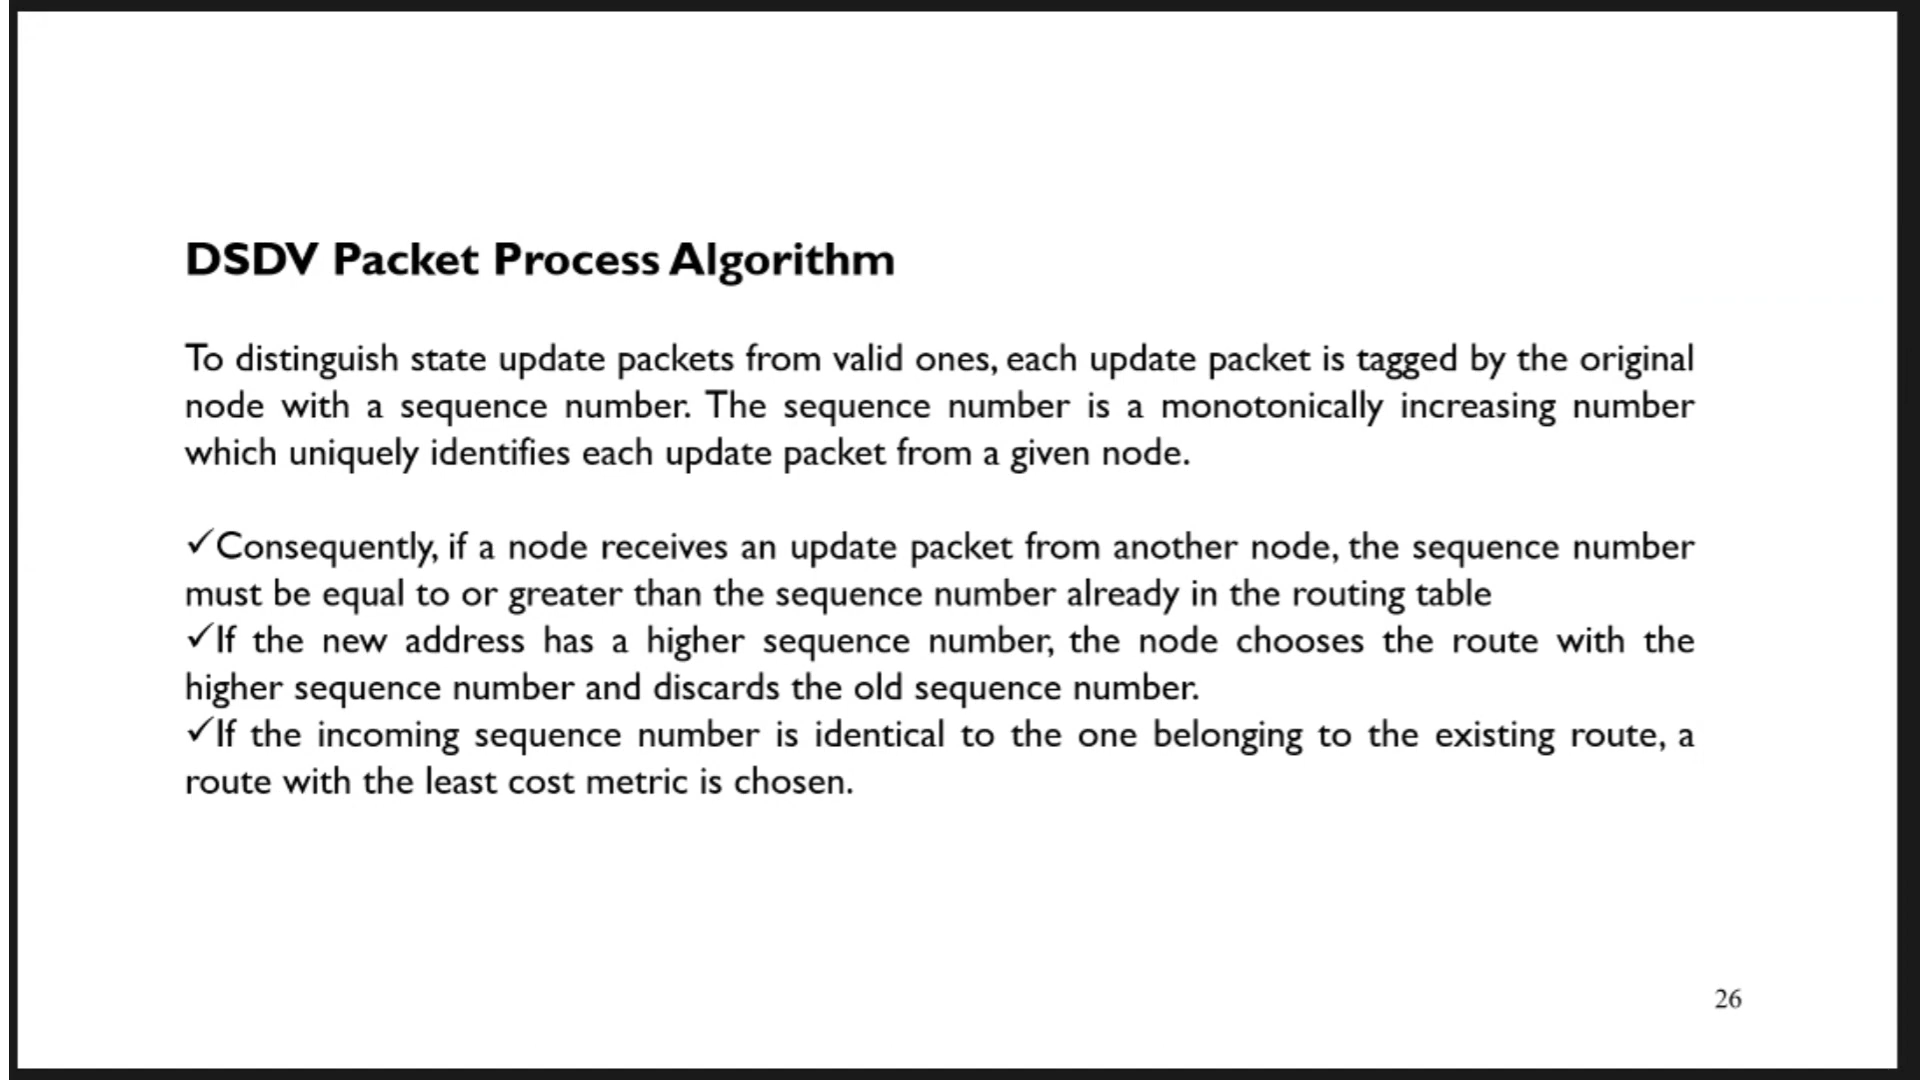 DSDV Packet Process Algorithm
To distinguish state update packets from valid ones, each update packet is tagged by the original
node with a sequence number. The sequence number is a monotonically increasing number
which uniquely identifies each update packet from a given node.
✓Consequently, if a node receives an update packet from another node, the sequence number
must be equal to or greater than the sequence number already in the routing table
✓If the new address has a higher sequence number, the node chooses the route with the
higher sequence number and discards the old sequence number.
✓If the incoming sequence number is identical to the one belonging to the existing route, a
route with the least cost metric is chosen.
26